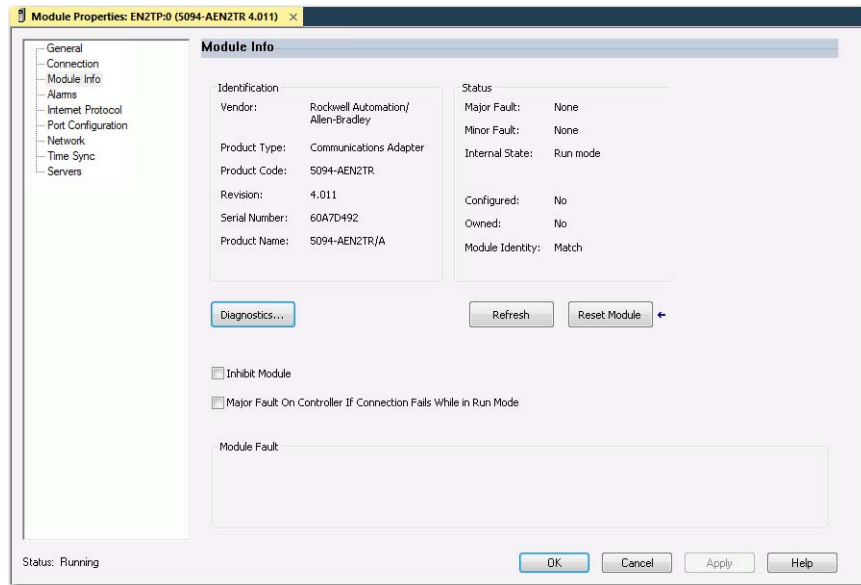 Module Properties: EN2TP:0 (5094-AEN2TR 4.011) ×
General
Connection
Module Info
Alarms
Internet Protocol
Port Configuration
Network
Time Sync
Servers
Module Info
Identification
Vendor: Rockwell Automation/
Allen-Bradley
Product Type: Communications Adapter
Product Code: 5094-AEN2TR
Revision: 4.011
Serial Number: 60A7D492
Product Name: 5094-AEN2TR/A
Status
Major Fault: None
Minor Fault: None
Internal State: Run mode
Configured: No
Owned: No
Module Identity: Match
Diagnostics...
Refresh
Reset Module ←
Inhibit Module
Major Fault On Controller If Connection Fails While in Run Mode
Module Fault
Status: Running
OK
Cancel
Apply
Help